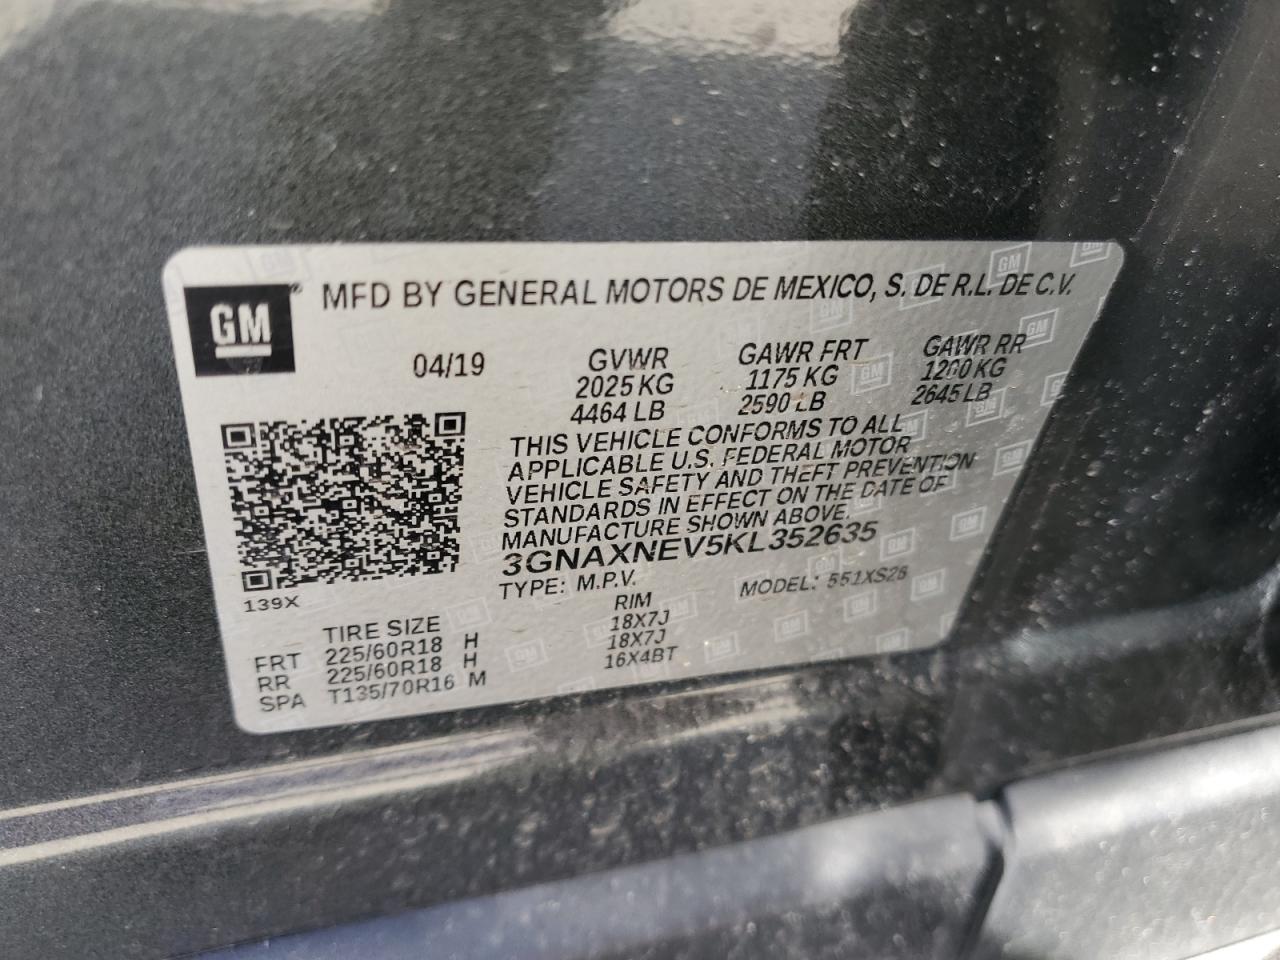 GM MFD BY GENERAL MOTORS DE MEXICO, S. DE R.L. DE C.V.
04/19 GVWR GAWR FRT GAWR RR
2025 KG 1175 KG 1200 KG
4464 LB 2590 LB 2645 LB
THIS VEHICLE CONFORMS TO ALL
APPLICABLE U.S. FEDERAL MOTOR
VEHICLE SAFETY AND THEFT PREVENTION
STANDARDS IN EFFECT ON THE DATE OF
MANUFACTURE SHOWN ABOVE.
3GNAXNEV5KL352635
TYPE: M.P.V. MODEL: 551XS26
139X
TIRE SIZE RIM
FRT 225/60R18 H 18X7J
RR 225/60R18 H 18X7J
SPA T135/70R16 M 16X4BT